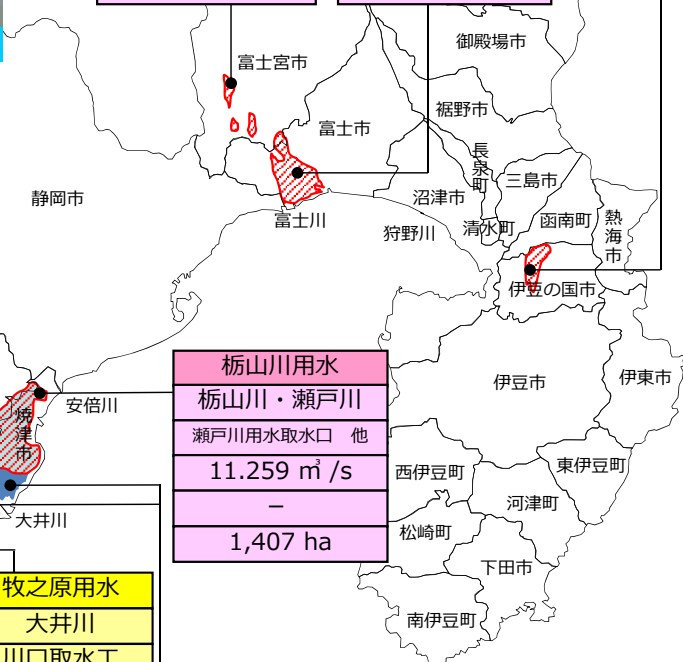 御殿場市
富士宮市
裾野市
富士市
長泉町
三島市
静岡市
沼津市
函南町
熱海市
富士川
清水町
狩野川
伊豆の国市
栃山川用水
栃山川・瀬戸川
瀬戸川用水取水口　他
11.259 ㎥ /s
－
1,407 ha
伊豆市
伊東市
安倍川
焼津市
西伊豆町
東伊豆町
河津町
大井川
松崎町
下田市
南伊豆町
牧之原用水
大井川
川口取水工